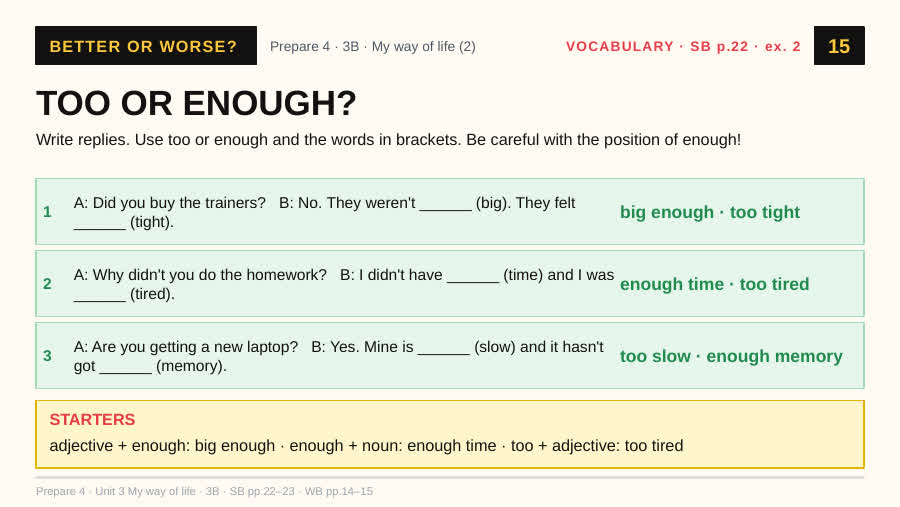 BETTER OR WORSE?
Prepare 4 · 3B · My way of life (2)
VOCABULARY · SB p.22 · ex. 2
15
TOO OR ENOUGH?
Write replies. Use too or enough and the words in brackets. Be careful with the position of enough!
1
A: Did you buy the trainers?   B: No. They weren't ______ (big). They felt
______ (tight).
big enough · too tight
2
A: Why didn't you do the homework?   B: I didn't have ______ (time) and I was
______ (tired).
enough time · too tired
3
A: Are you getting a new laptop?   B: Yes. Mine is ______ (slow) and it hasn't
got ______ (memory).
too slow · enough memory
STARTERS
adjective + enough: big enough · enough + noun: enough time · too + adjective: too tired
Prepare 4 · Unit 3 My way of life · 3B · SB pp.22–23 · WB pp.14–15